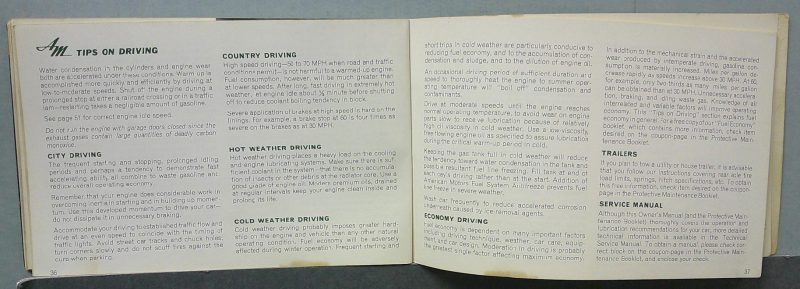 AM TIPS ON DRIVING
Water condensation in the cylinders and engine wear
both are accelerated under these conditions. Warm up is
accomplished more quickly and efficiently by driving at
low-to-moderate speeds. Shut off the engine during a
prolonged stop at either a railroad crossing or in a traffic
jam—restarting takes a negligible amount of gasoline.
See page 51 for correct engine idle speed.
Do not run the engine with garage doors closed since the
exhaust gases contain large quantities of deadly carbon
monoxide.
CITY DRIVING
The frequent starting and stopping, prolonged idling
periods and perhaps a tendency to demonstrate fast
accelerating ability, all combine to waste gasoline and
reduce overall operating economy.
Remember that your engine does considerable work in
overcoming inertia in starting and in building up momen-
tum. Use this developed momentum to drive your car—
do not dissipate it in unnecessary braking.
Accommodate your driving to established traffic flow and
drive at an even speed to coincide with the timing of
traffic lights. Avoid street car tracks and chuck holes,
turn corners slowly and do not scuff tires against the
curb when parking.
36
COUNTRY DRIVING
High speed driving—50 to 70 MPH when road and traffic
conditions permit—is not harmful to a warmed-up engine.
Fuel consumption, however, will be much greater than
at lower speeds. After long, fast driving in extremely hot
weather, let engine idle about ½ minute before shutting
off to reduce coolant boiling tendency in block.
Severe application of brakes at high speed is hard on the
linings. For example, a brake stop at 60 is four times as
severe on the brakes as at 30 MPH.
HOT WEATHER DRIVING
Hot weather driving places a heavy load on the cooling
and engine lubricating systems. Make sure there is suf-
ficient coolant in the system - that there is no accumula-
tion of insects or other debris at the radiator core. Use a
good grade of engine oil. Modern premium oils, drained
at regular intervals keep your engine clean inside and
prolong its life.
COLD WEATHER DRIVING
Cold weather driving probably imposes greater hard-
ship on the engine and vehicle than any other natural
operating condition. Fuel economy will be adversely
affected during winter operation. Frequent starting and
short trips in cold weather are particularly conducive to
reducing fuel economy, and to the accumulation of con-
densation and sludge, and to the dilution of engine oil.
An occasional driving period of sufficient duration and
speed to thoroughly heat the engine to summer oper-
ating temperature will "boil off" condensation and
contaminants.
Drive at moderate speeds until the engine reaches
normal operating temperature, to avoid wear on engine
parts slow to receive lubrication because of relatively
high oil viscosity in cold weather. Use a low-viscosity,
free flowing engine oil as specified to assure lubrication
during the critical warm-up period in cold.
Keeping the gas tank full in cold weather will reduce
the tendency toward water condensation in the tank and
possible resultant fuel line freezing. Fill tank at end of
each day's driving rather than at the start. Addition of
American Motors Fuel System Antifreeze prevents fuel
line freeze in severe weather.
Wash car frequently to reduce accelerated corrosion
underneath caused by ice removal agents.
ECONOMY DRIVING
Fuel economy is dependent on many important factors
including driving technique, weather, car care, equip-
ment, and car design. Moderation in driving is probably
the greatest single factor affecting maximum economy.
In addition to the mechanical strain and the accelerated
wear produced by intemperate driving, gasoline con-
sumption is materially increased. Miles per gallon de-
crease rapidly as speeds increase above 30 MPH. At 60,
for example, only two thirds as many miles per gallon
can be obtained than at 30 MPH. Unnecessary accelera-
tion, braking, and idling waste gas. Knowledge of all
interrelated and varied factors can improve operating
economy. This "Tips on Driving" section explains fuel
economy in general. For a free copy of our "Fuel Economy"
booklet, which contains more information, check item
desired on the coupon-page in the Protective Main-
tenance Booklet.
TRAILERS
If you plan to tow a utility or house trailer, it is advisable
that you follow our instructions covering rear axle tire
load limits, springs, hitch specifications, etc. To obtain
this free information, check item desired on the coupon-
page in the Protective Maintenance Booklet.
SERVICE MANUAL
Although this Owner's Manual (and the Protective Main-
tenance Booklet) thoroughly covers the operation and
lubrication recommendations for your car, more detailed
technical information is available in the Technical
Service Manual. To obtain a manual, please check cor-
rect block on the coupon-page in the Protective Main-
tenance Booklet, and enclose your check.
37